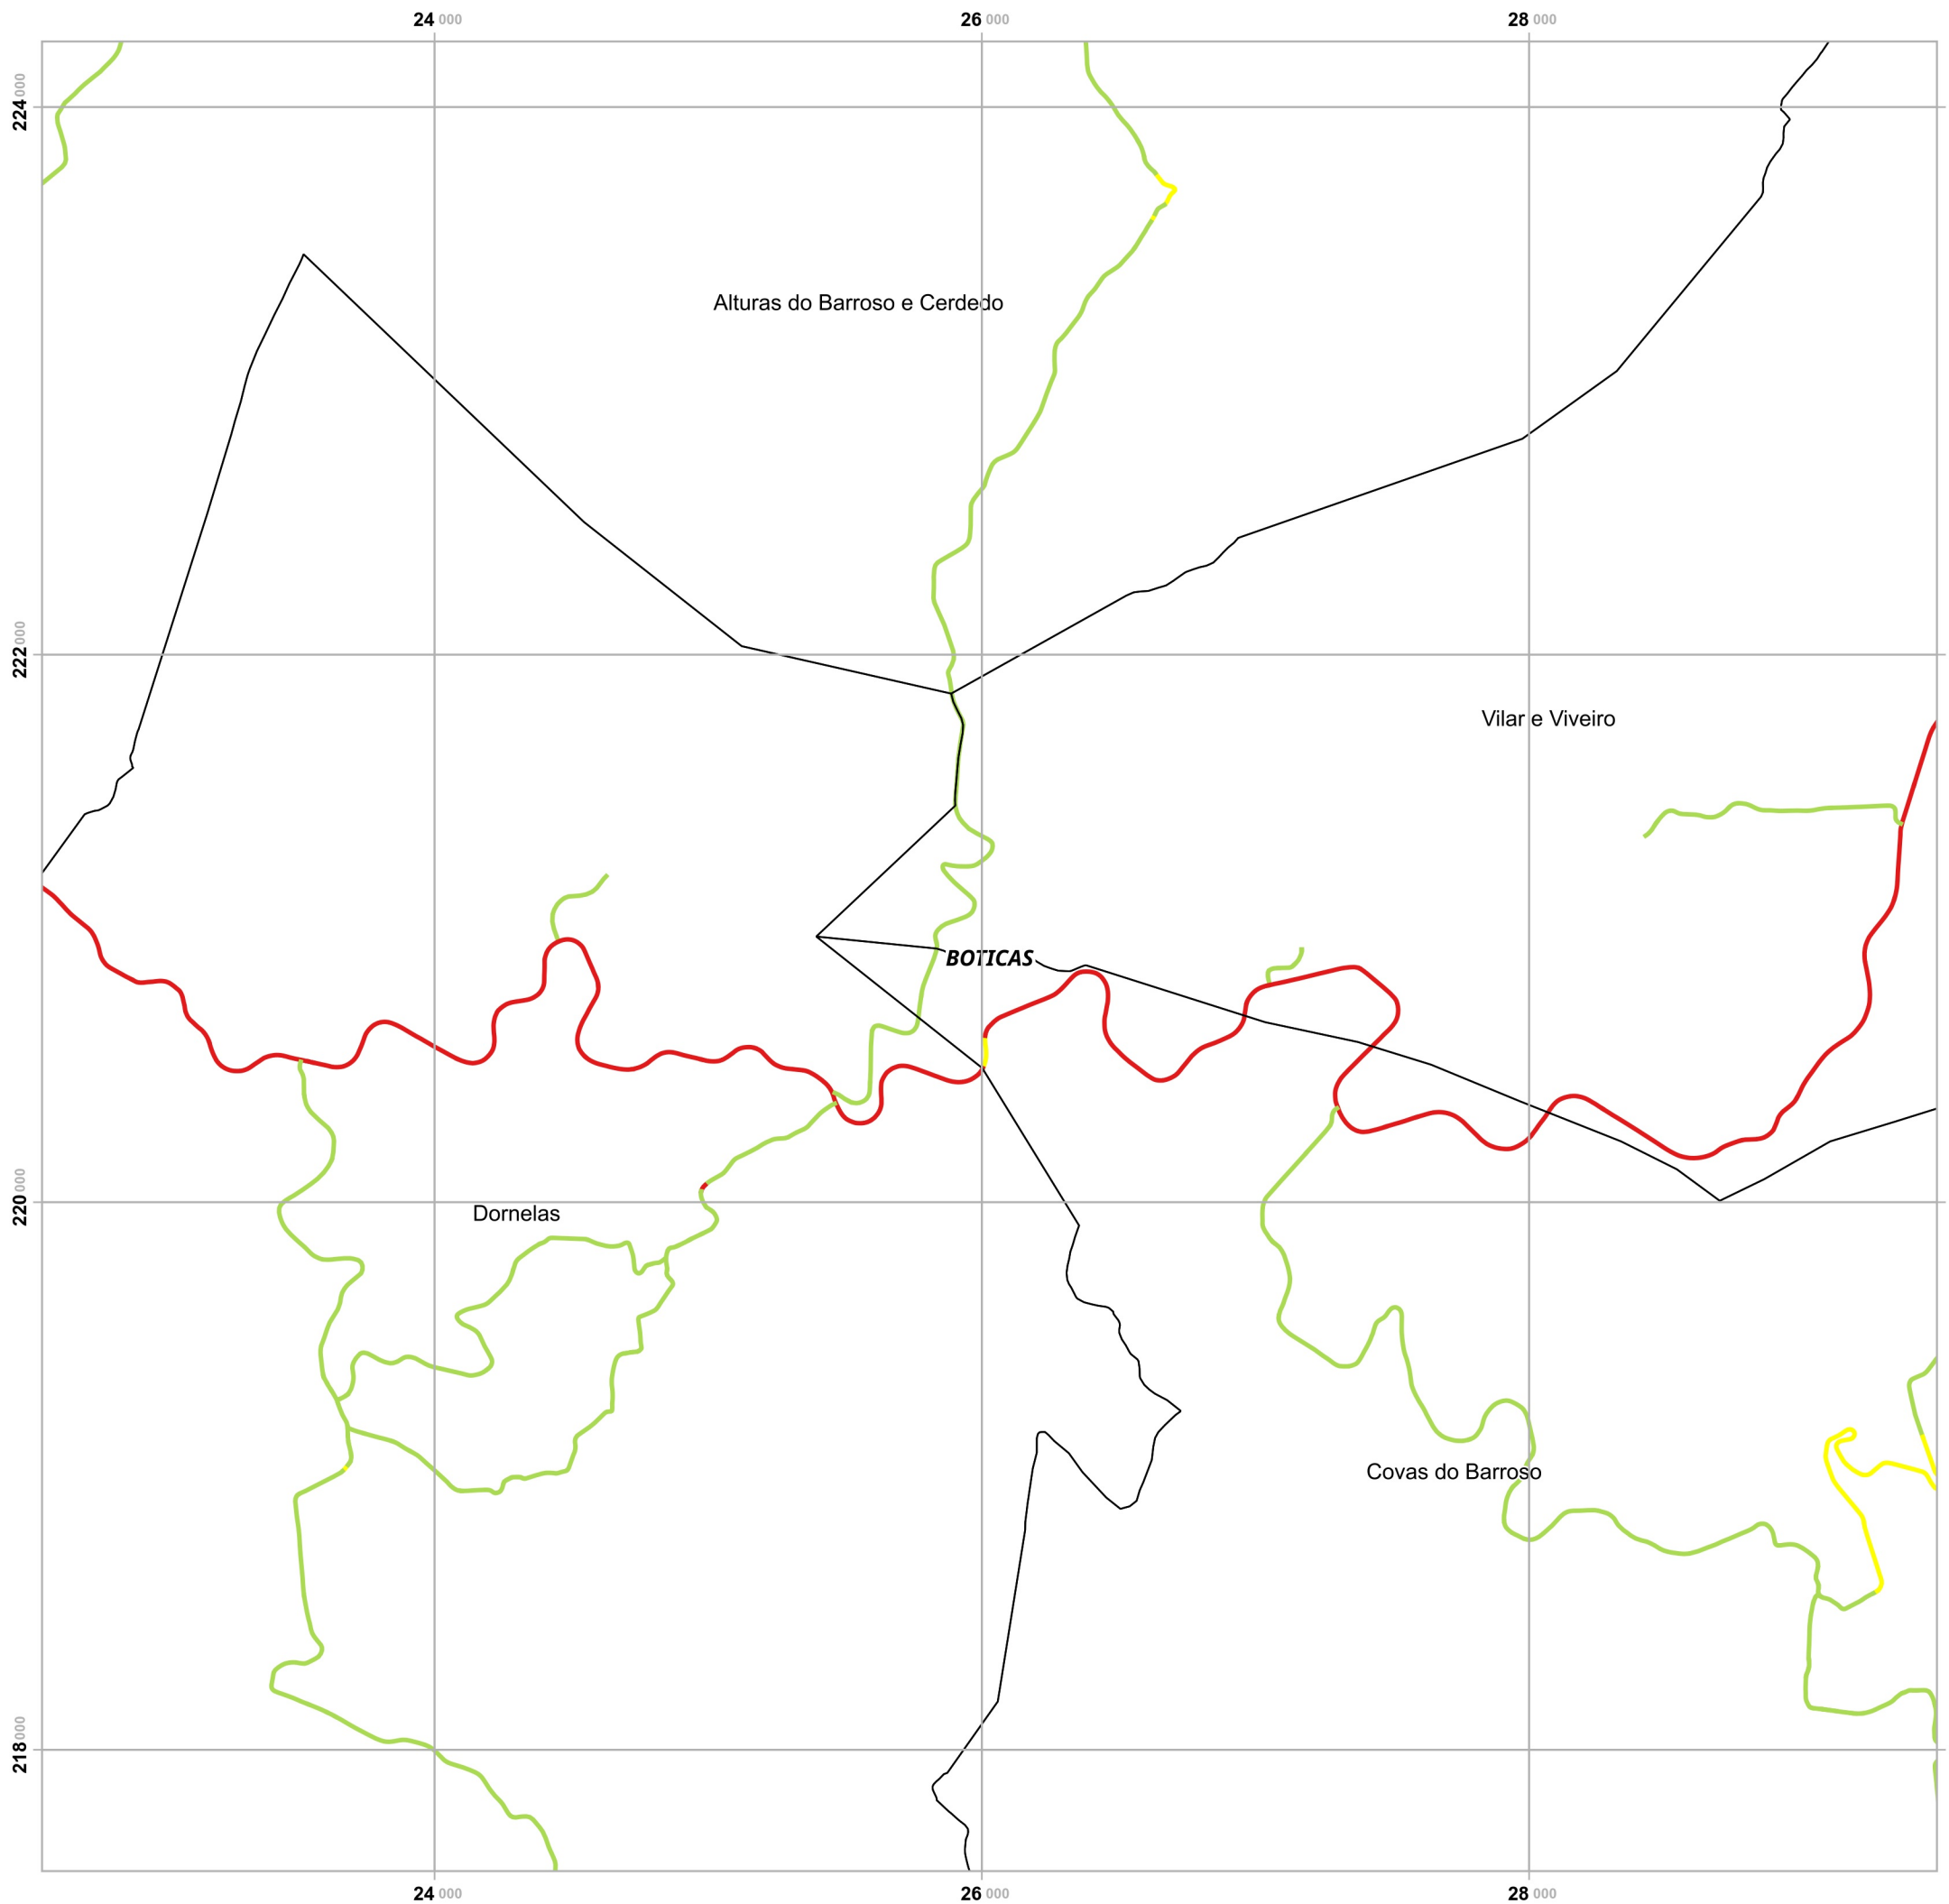 24 000 26 000 28 000
224 000
Alturas do Barroso e Cerdedo
222 000
Vilar e Viveiro
BOTICAS
220 000
Dornelas
Covas do Barroso
218 000
24 000 26 000 28 000